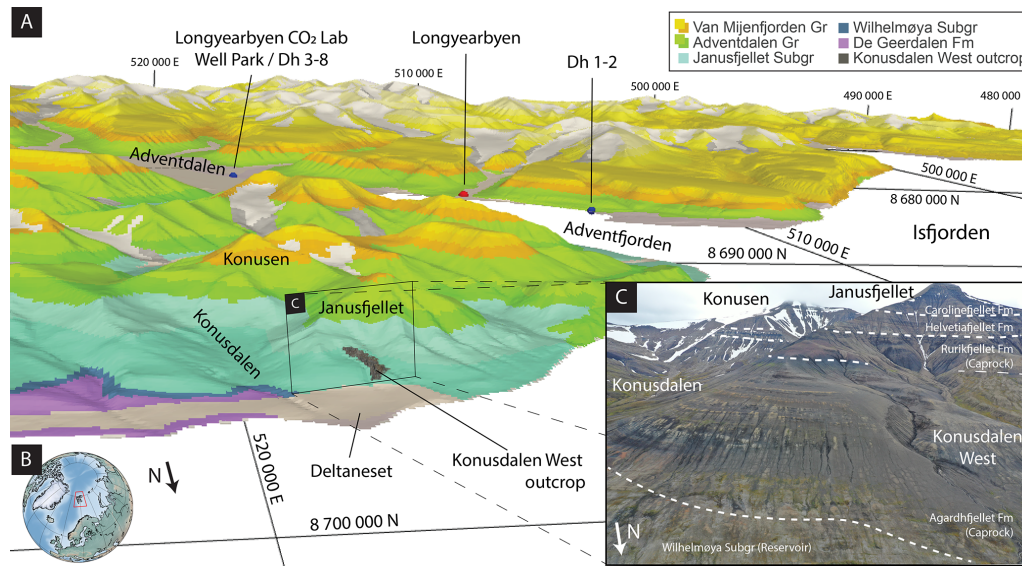 A
Longyearbyen CO₂ Lab
Well Park / Dh 3-8
Longyearbyen
Dh 1-2
Van Mijenfjorden Gr
Adventdalen Gr
Janusfjellet Subgr
Wilhelmøya Subgr
De Geerdalen Fm
Konusdalen West outcrop
520 000 E
510 000 E
500 000 E
490 000 E
480 000
Adventdalen
500 000 E
8 680 000 N
Isfjorden
510 000 E
Adventfjorden
8 690 000 N
Konusen
C
Janusfjellet
Konusdalen
Deltaneset
Konusdalen West
outcrop
520 000 E
8 700 000 N
B
N
C
Konusen
Janusfjellet
Carolinefjellet Fm
Helvetiafjellet Fm
Rurikfjellet Fm
(Caprock)
Konusdalen
Konusdalen
West
Agardhfjellet Fm
(Caprock)
N
Wilhelmøya Subgr (Reservoir)